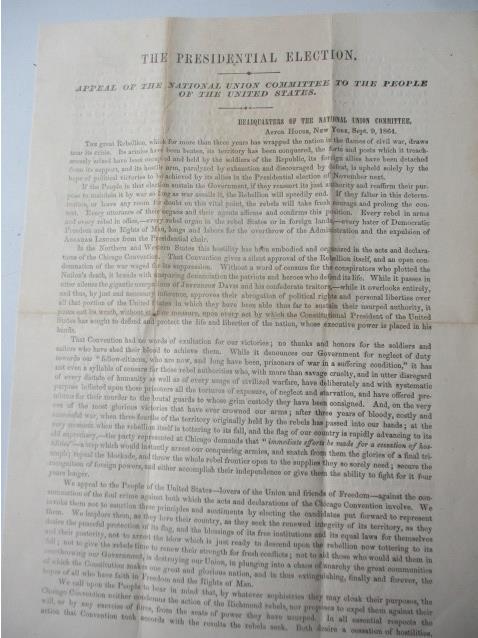 THE PRESIDENTIAL ELECTION.
APPEAL OF THE NATIONAL UNION COMMITTEE TO THE PEOPLE
OF THE UNITED STATES.
HEADQUARTERS OF THE NATIONAL UNION COMMITTEE,
ASTOR HOUSE, NEW YORK, Sept. 9, 1864.
THE great Rebellion, which for more than three years has wrapped the nation in the flames of civil war, draws
near its crisis. Its armies have been beaten, its territory has been conquered, the forts and posts which it treach-
erously seized have been occupied and held by the soldiers of the Republic, its foreign allies have been detached
from its support, and its hostile arm, paralyzed by exhaustion and discouraged by defeat, is upheld solely by the
hope of political victories to be achieved by its allies in the Presidential election of November next.
If the People in that election sustain the Government, if they reassert its just authority and reaffirm their pur-
pose to maintain it by war so long as war assails it, the Rebellion will speedily end. If they falter in this determ-
ination, or leave any room for doubt on this vital point, the rebels will take fresh courage and prolong the con-
test. Every utterance of their organs and their agents affirms and confirms this position. Every rebel in arms
and every rebel in office,—every rebel organ in the rebel States or in foreign lands—every hater of Democratic
Freedom and the Rights of Man, longs and labors for the overthrow of the Administration and the expulsion of
ABRAHAM LINCOLN from the Presidential chair.
In the Northern and Western States this hostility has been embodied and organized in the acts and declara-
tions of the Chicago Convention. That Convention gives a silent approval of the Rebellion itself, and an open con-
demnation of the war waged for its suppression. Without a word of censure for the conspirators who plotted the
Nation's death, it brands with unsparing denunciation the patriots and heroes who defend its life. While it passes in
utter silence the gigantic usurpations of JEFFERSON DAVIS and his confederate traitors,—while it overlooks entirely,
and thus, by just and necessary inference, approves their abrogation of political rights and personal liberties over
all that portion of the United States in which they have been able thus far to sustain their usurped authority, it
pours out its wrath, without stint or measure, upon every act by which the Constitutional President of the United
States has sought to defend and protect the life and liberties of the nation, whose executive power is placed in his
hands.
That Convention had no words of exultation for our victories; no thanks and honors for the soldiers and
sailors who have shed their blood to achieve them. While it denounces our Government for neglect of duty
towards our "fellow-citizens, who are now, and long have been, prisoners of war in a suffering condition," it has
not even a syllable of censure for those rebel authorities who, with more than savage cruelty, and in utter disregard
of every dictate of humanity as well as of every usage of civilized warfare, have deliberately and with systematic
purpose inflicted upon those prisoners all the tortures of exposure, of neglect and starvation, and have offered pre-
miums for their murder to the brutal guards to whose grim custody they have been consigned. And, on the very
eve of the most glorious victories that have ever crowned our arms; after three years of bloody, costly and
successful war, when three fourths of the territory originally held by the rebels has passed into our hands; at the
very moment when the rebellion itself is tottering to its fall, and the flag of our country is rapidly advancing to its
old supremacy,—the party represented at Chicago demands that "immediate efforts be made for a cessation of hos-
tilities"—a step which would instantly arrest our conquering armies, and snatch from them the glories of a final tri-
umph; repeal the blockade, and throw the whole rebel frontier open to the supplies they so sorely need; secure the
recognition of foreign powers, and either accomplish their independence or give them the ability to fight for it four
years longer.
We appeal to the People of the United States—lovers of the Union and friends of Freedom—against the con-
summation of the foul crime against both which the acts and declarations of the Chicago Convention involve. We
invoke them not to sanction these principles and sentiments by electing the candidates put forward to represent
them. We implore them, as they love their country, as they seek the renewed integrity of its territory, as they
desire the peaceful protection of its flag, and the blessings of its free institutions and its equal laws for themselves
and their posterity, not to arrest the blow which is just ready to descend upon the rebellion now tottering to its
fall; not to give the rebels time to renew their strength for fresh conflicts; not to aid those who would aid them in
overthrowing our Government, in destroying our Union, in plunging into a chaos of anarchy the great communities
of which the Constitution makes one great and glorious nation, and in thus extinguishing, finally and forever, the
hopes of all who have faith in Freedom and the Rights of Man.
We call upon the People to bear in mind that, by whatever sophistries they may cloak their purposes, the
Chicago Convention neither condemns the action of the Richmond rebels, nor proposes to expel them against their
will, or by any exercise of force, from the seats of power they have usurped. In all essential respects the
action that Convention took accords with the results the rebels seek. Both desire a cessation of hostilities